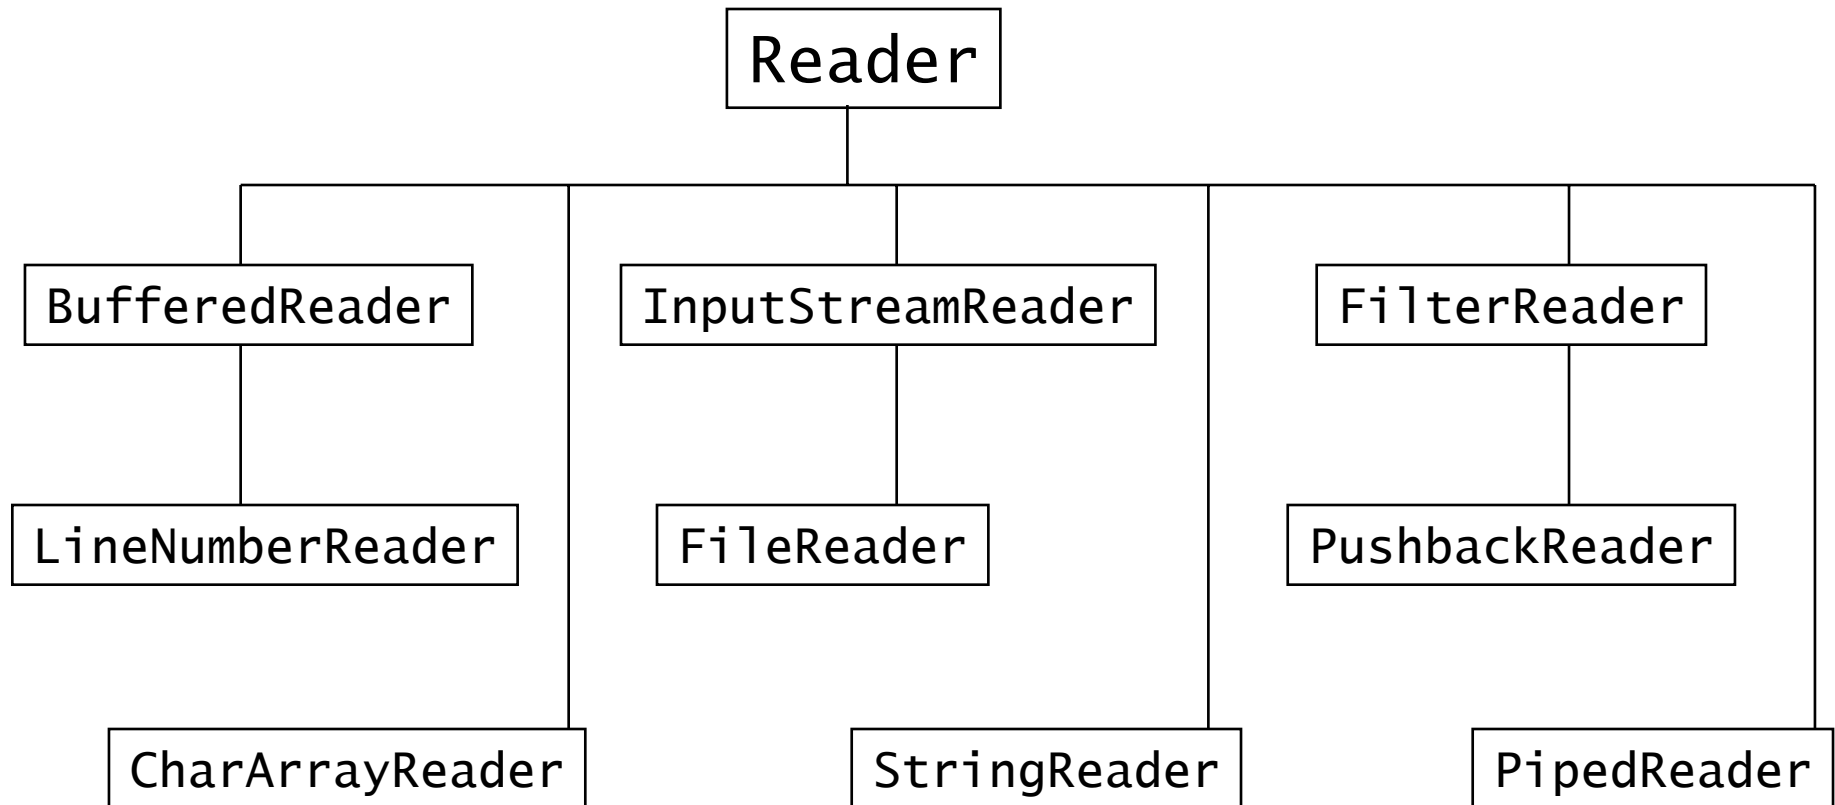 Reader
BufferedReader
InputStreamReader
FilterReader
LineNumberReader
FileReader
PushbackReader
CharArrayReader
StringReader
PipedReader